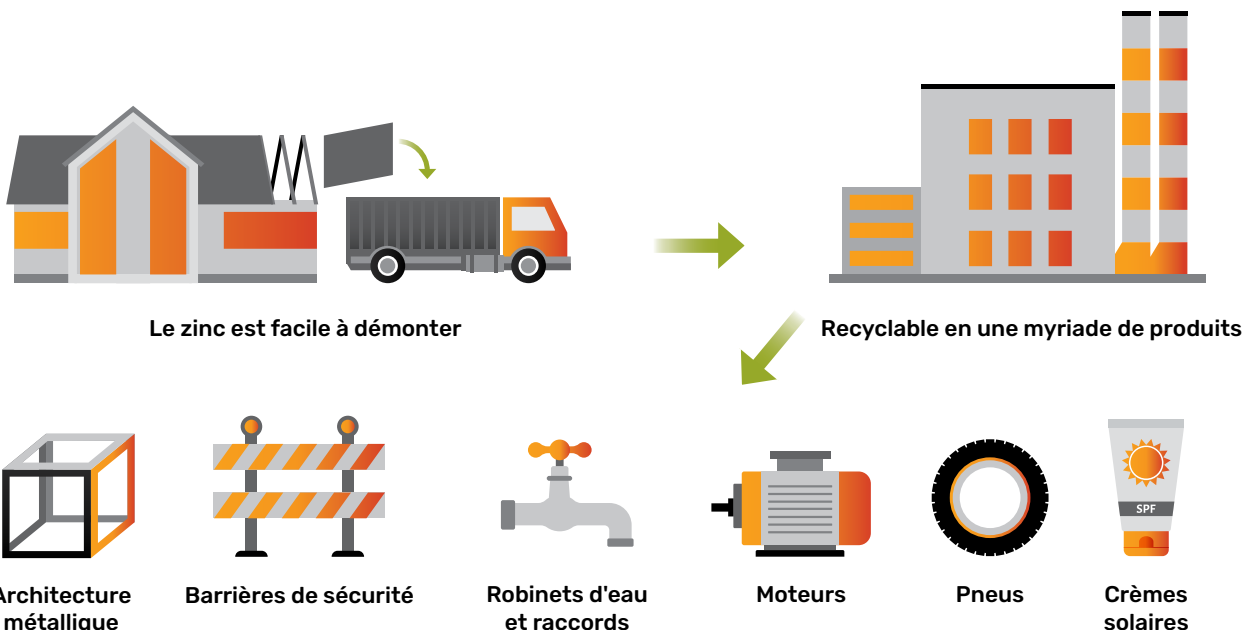 Le zinc est facile à démonter
Recyclable en une myriade de produits
SPF
Architecture
métallique
Barrières de sécurité
Robinets d'eau
et raccords
Moteurs
Pneus
Crèmes
solaires